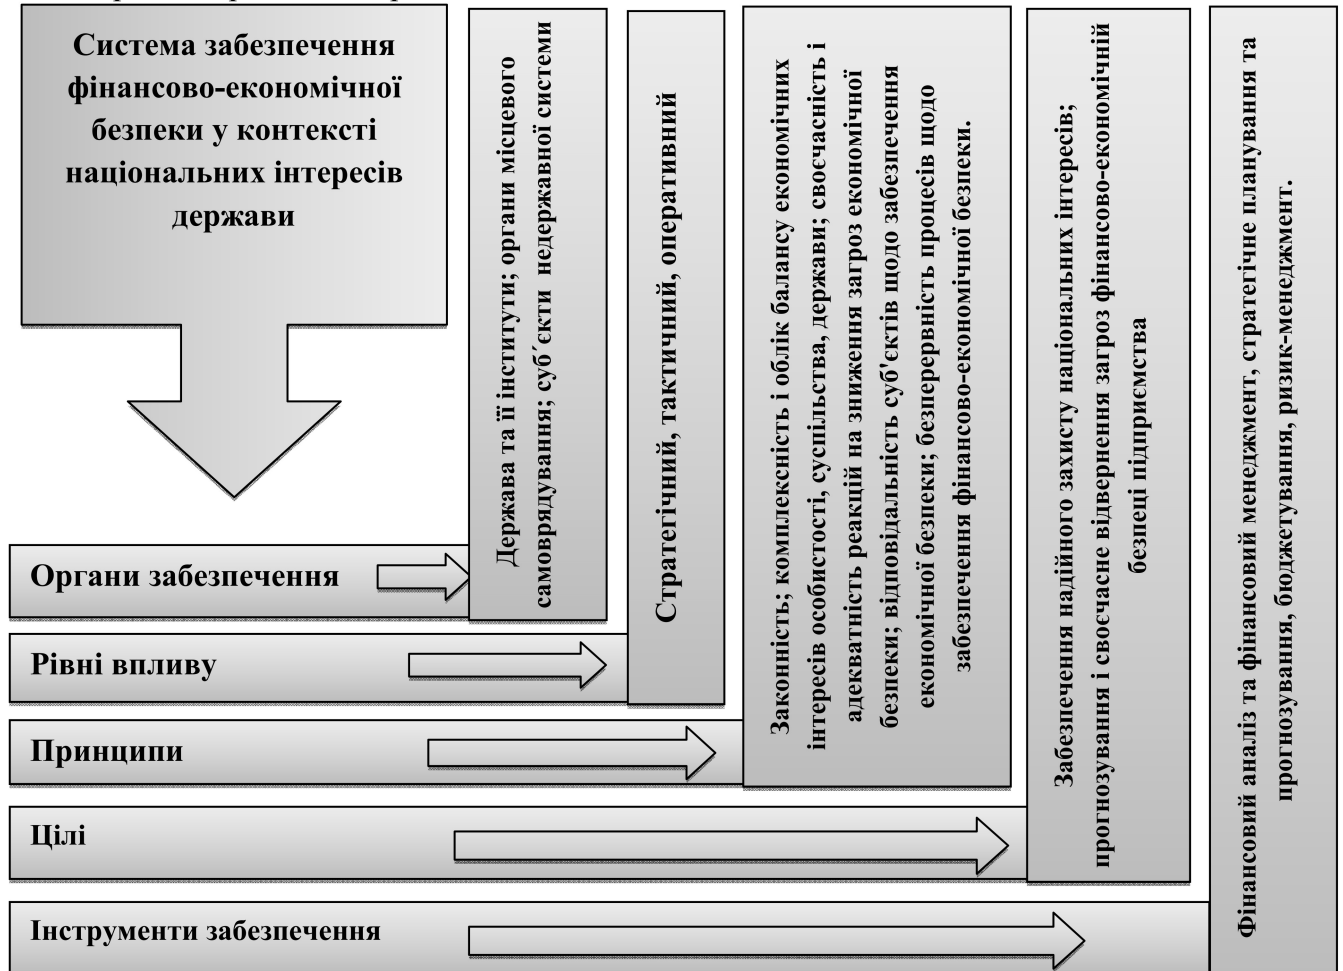 Система забезпечення
фінансово-економічної
безпеки у контексті
національних інтересів
держави
Органи забезпечення
Держава та її інститути; органи місцевого
самоврядування; суб´єкти недержавної системи
Рівні впливу
Стратегічний, тактичний, оперативний
Принципи
Законність; комплексність і облік балансу економічних
інтересів особистості, суспільства, держави; своєчасність і
адекватність реакцій на зниження загроз економічної
безпеки; відповідальність суб'єктів щодо забезпечення
економічної безпеки; безперервність процесів щодо
забезпечення фінансово-економічної безпеки.
Цілі
Забезпечення надійного захисту національних інтересів;
прогнозування і своєчасне відвернення загроз фінансово-економічній
безпеці підприємства
Інструменти забезпечення
Фінансовий аналіз та фінансовий менеджмент, стратегічне планування та
прогнозування, бюджетування, ризик-менеджмент.